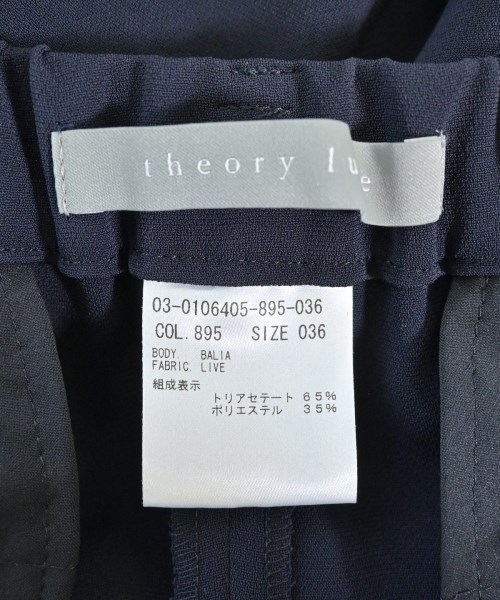 theory lu e
03-0106405-895-036
COL. 895 SIZE 036
BODY. BALIA
FABRIC. LIVE
組成表示
トリアセテート 65%
ポリエステル 35%